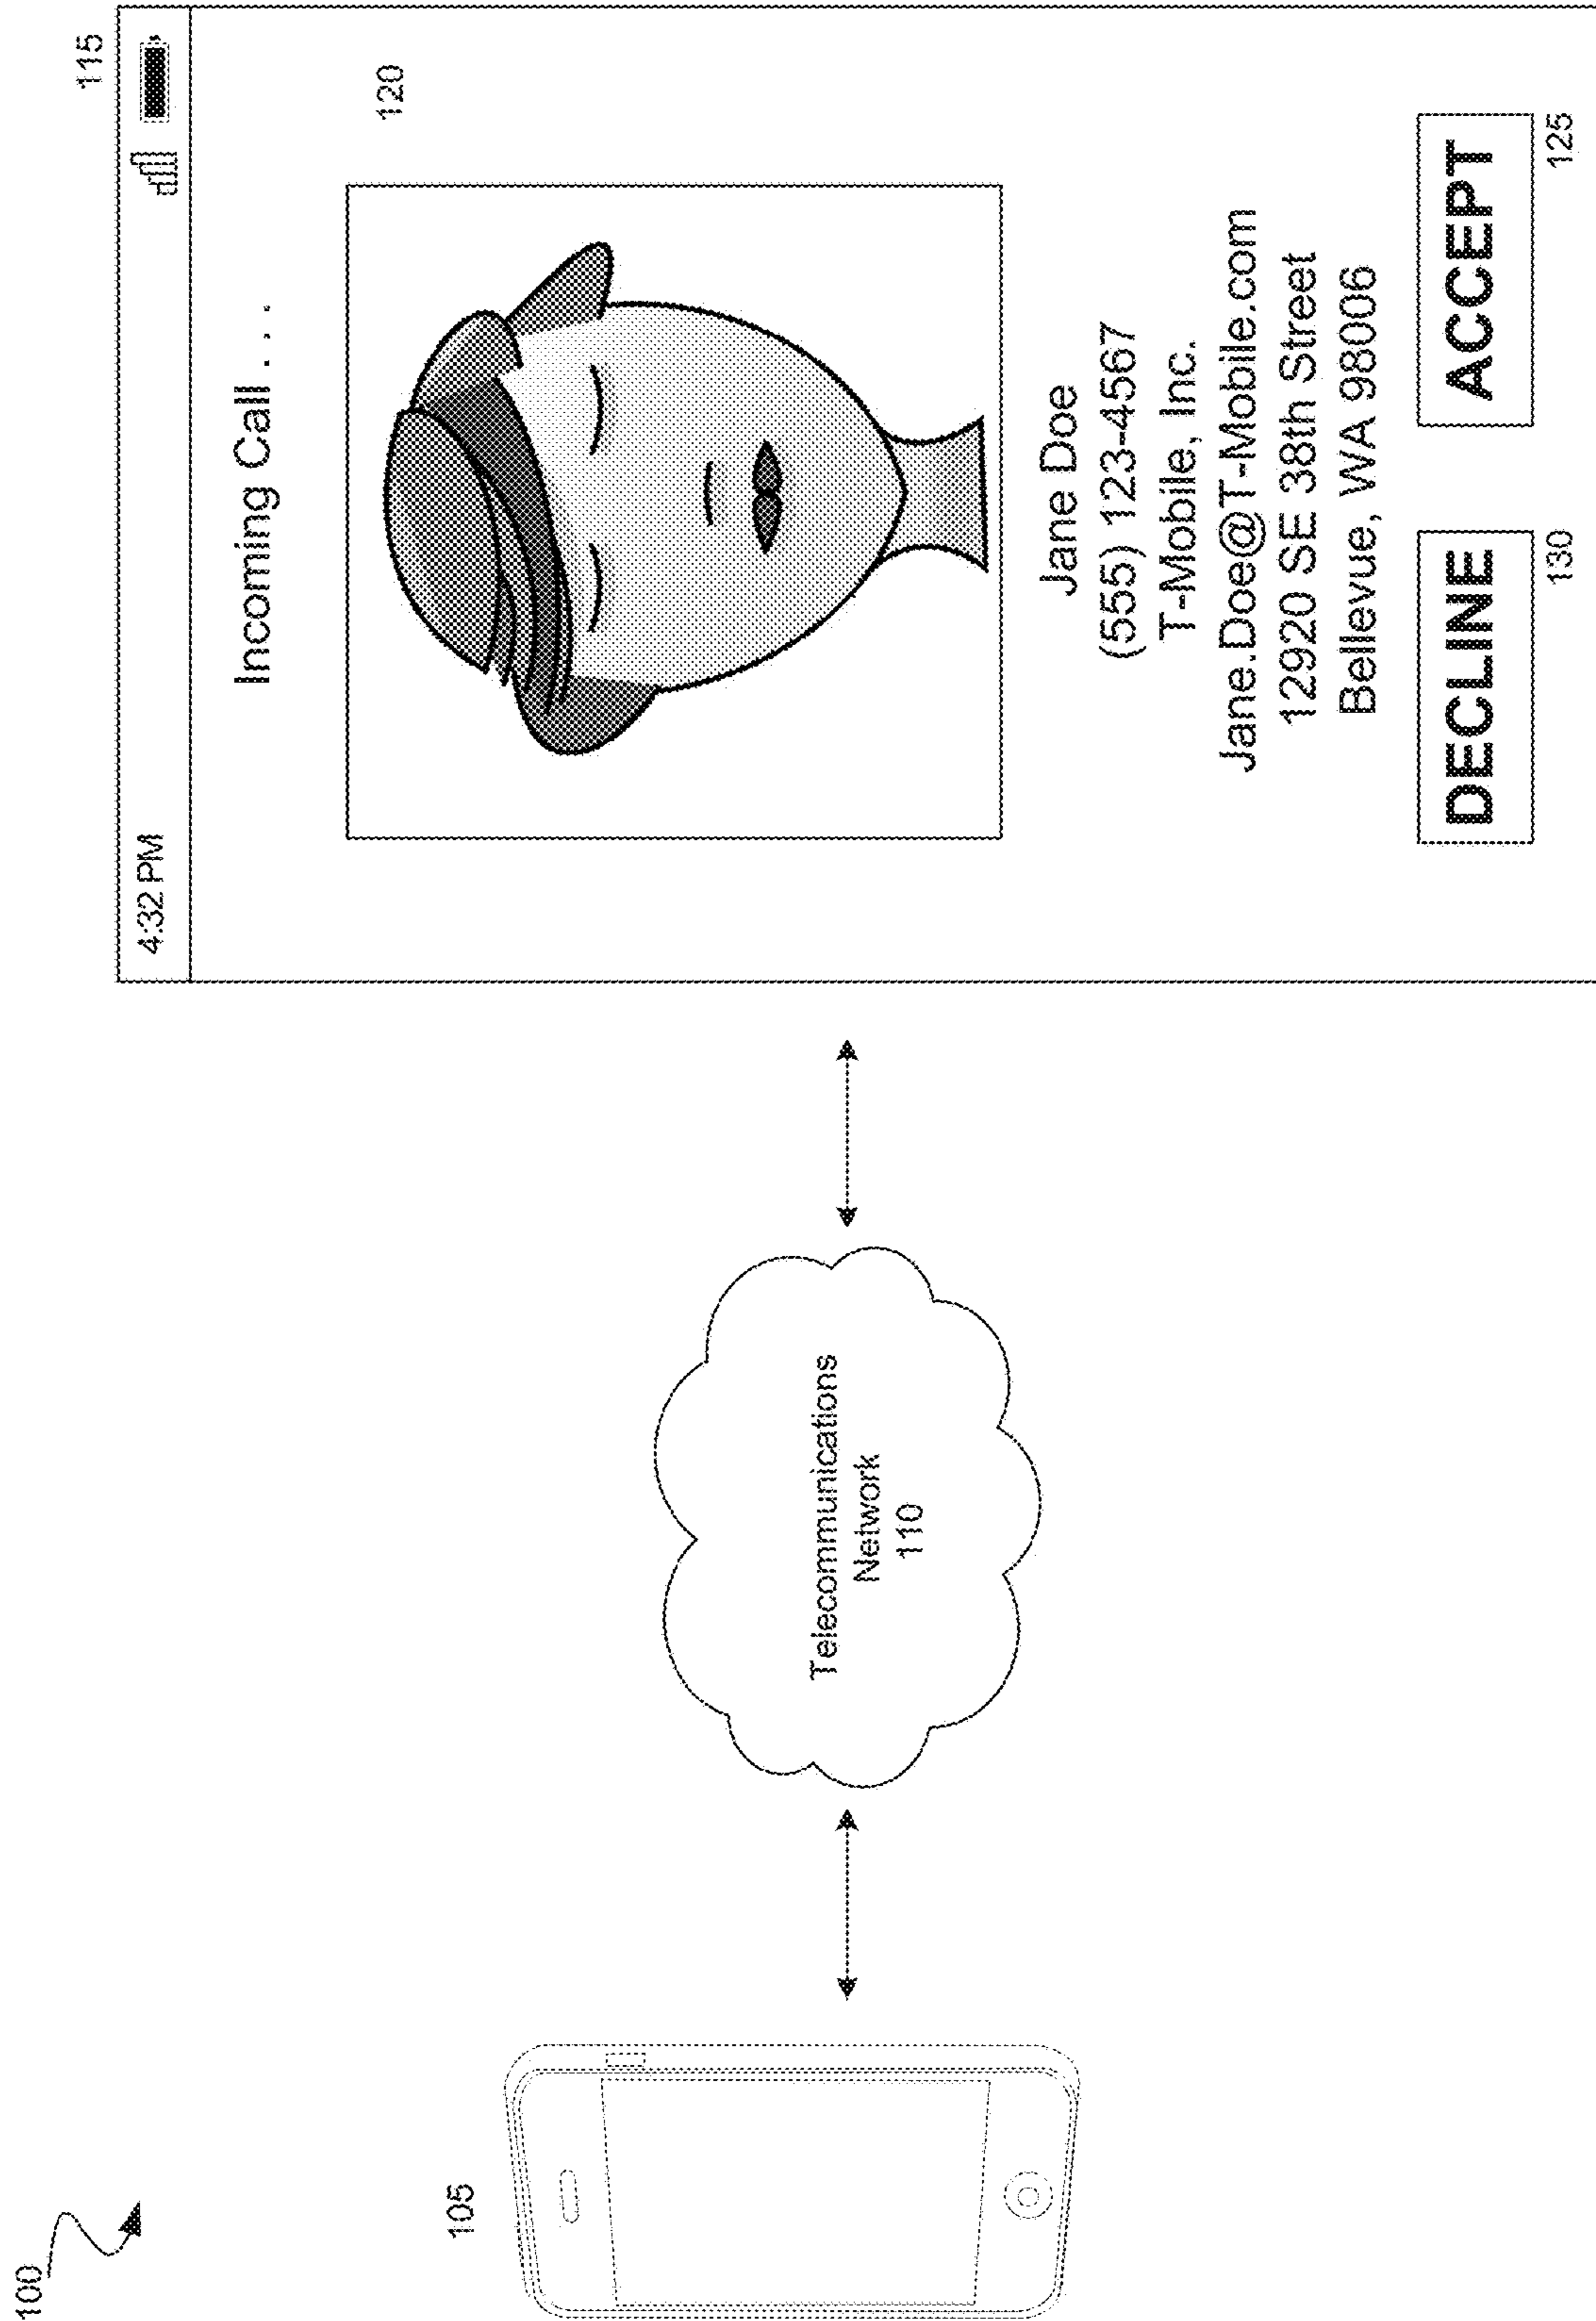 100
105
Telecommunications
Network
110
115
4:32 PM
Incoming Call . . .
120
Jane Doe
(555) 123-4567
T-Mobile, Inc.
Jane.Doe@T-Mobile.com
12920 SE 38th Street
Bellevue, WA 98006
DECLINE
ACCEPT
130
125